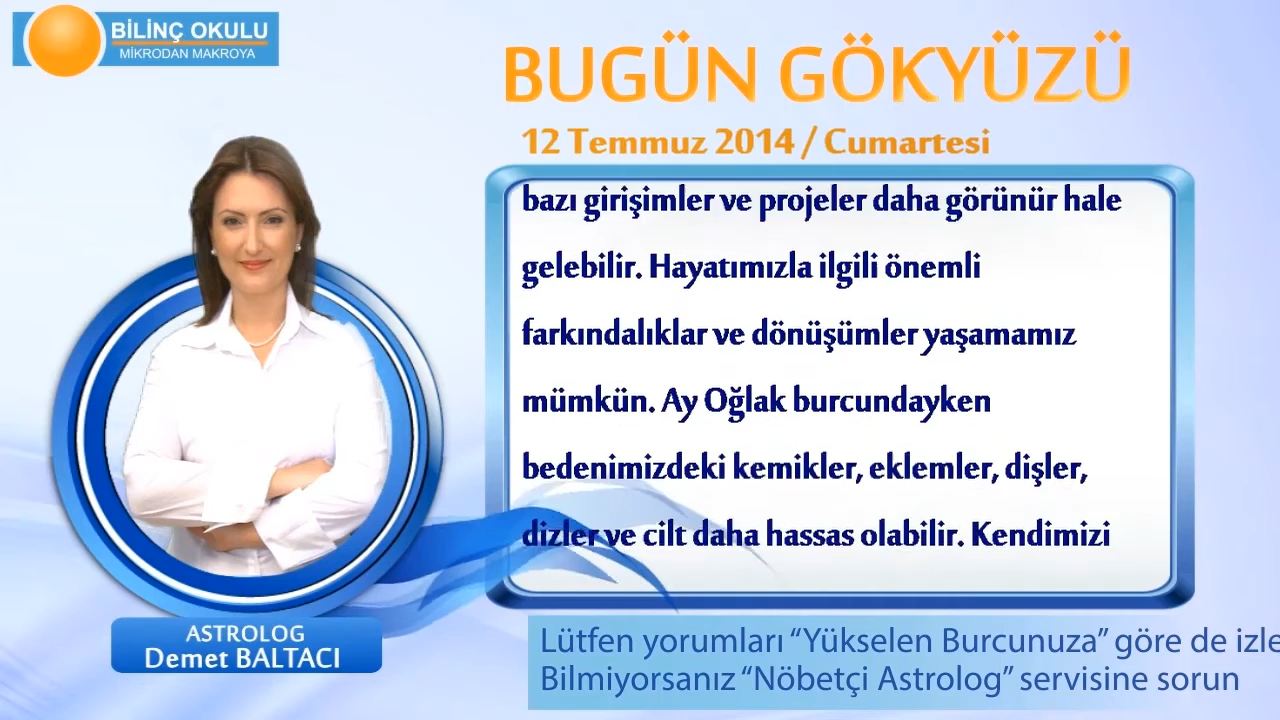 BİLİNÇ OKULU
MİKRODAN MAKROYA
BUGÜN GÖKYÜZÜ
12 Temmuz 2014 / Cumartesi
bazı girişimler ve projeler daha görünür hale
gelebilir. Hayatımızla ilgili önemli
farkındalıklar ve dönüşümler yaşamamız
mümkün. Ay Oğlak burcundayken
bedenimizdeki kemikler, eklemler, dişler,
dizler ve cilt daha hassas olabilir. Kendimizi
ASTROLOG
Demet BALTACI
Lütfen yorumları “Yükselen Burcunuza” göre de izle
Bilmiyorsanız “Nöbetçi Astrolog” servisine sorun